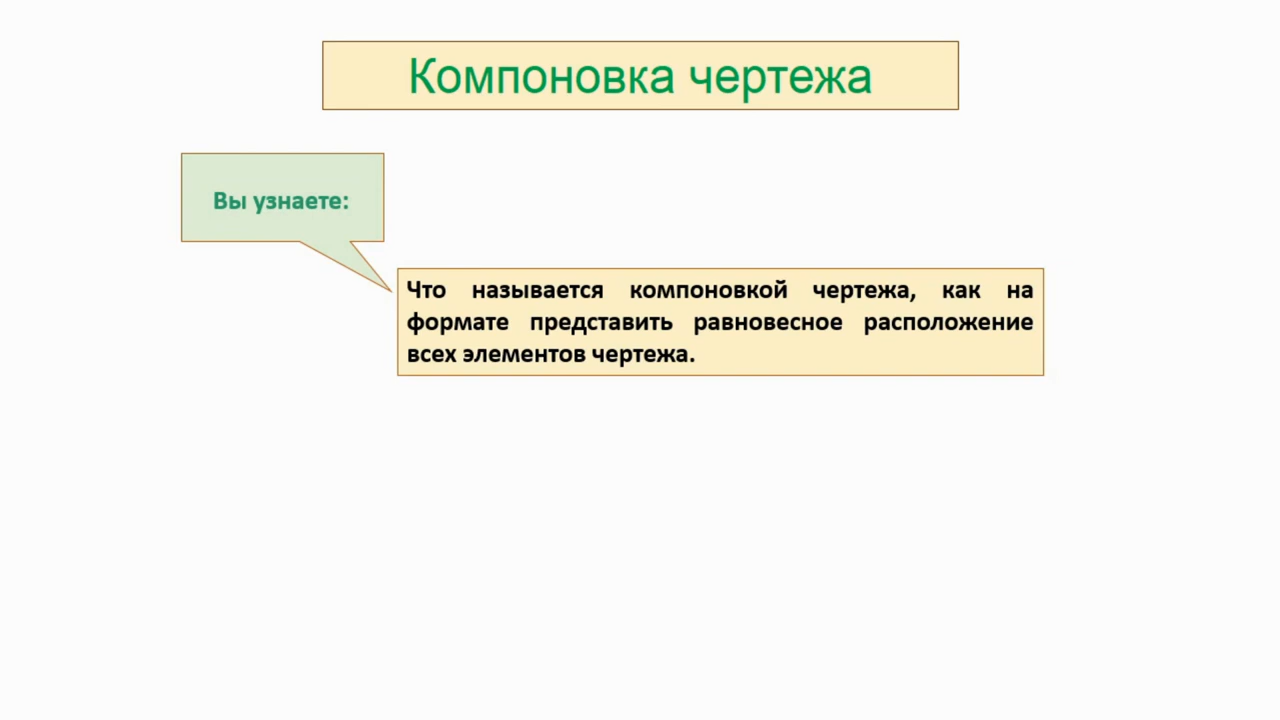 Компоновка чертежа
Вы узнаете:
Что называется компоновкой чертежа, как на
формате представить равновесное расположение
всех элементов чертежа.